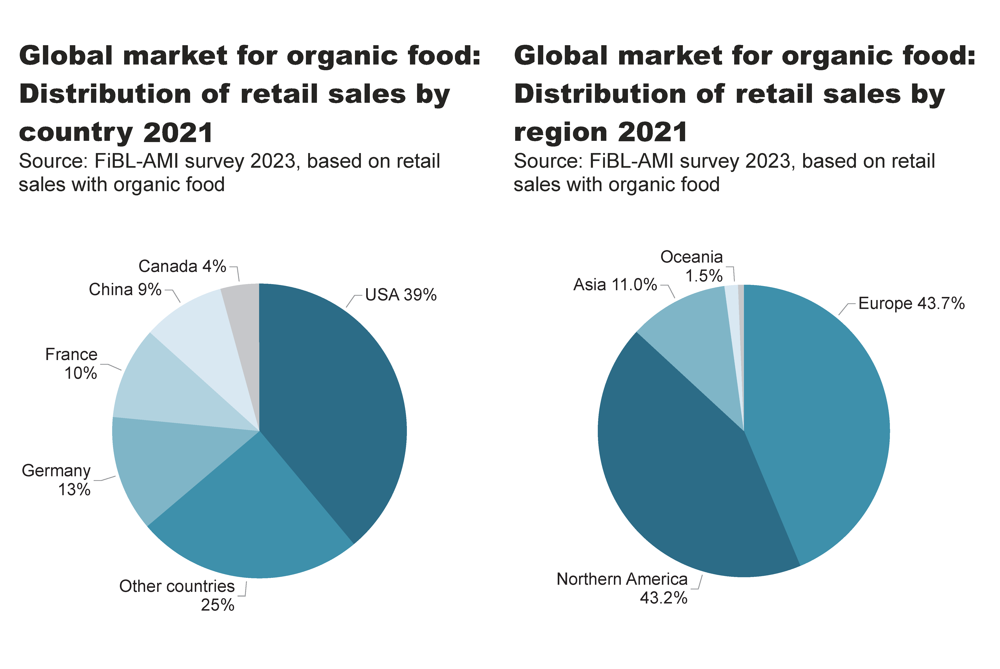 Global market for organic food:
Distribution of retail sales by
country 2021
Source: FiBL-AMI survey 2023, based on retail
sales with organic food
Canada 4%
China 9%
USA 39%
France
10%
Germany
13%
Other countries
25%
Global market for organic food:
Distribution of retail sales by
region 2021
Source: FiBL-AMI survey 2023, based on retail
sales with organic food
Oceania
1.5%
Asia 11.0%
Europe 43.7%
Northern America
43.2%